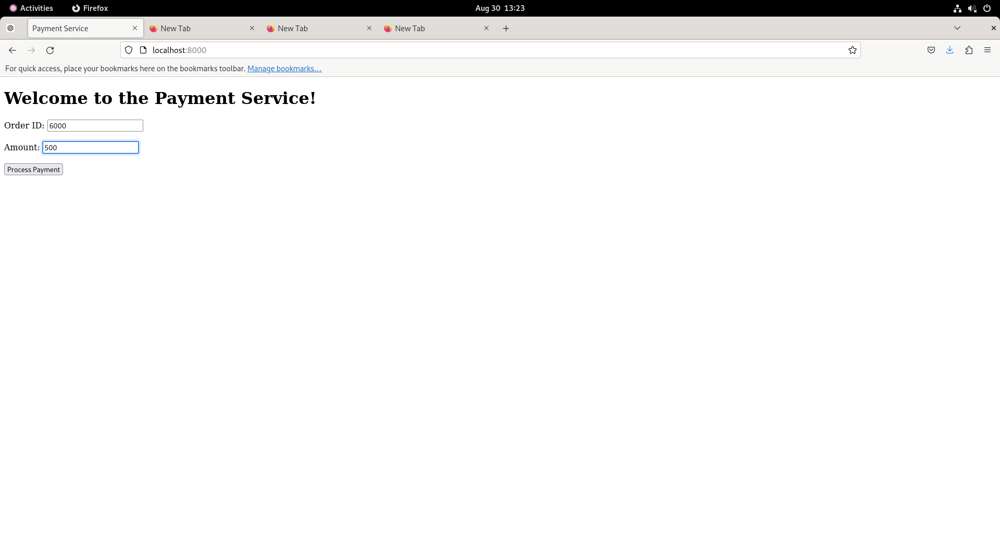 Activities Firefox Aug 30 13:23
Payment Service New Tab New Tab New Tab
localhost:8000
For quick access, place your bookmarks here on the bookmarks toolbar. Manage bookmarks...
Welcome to the Payment Service!
Order ID: 6000
Amount: 500
Process Payment